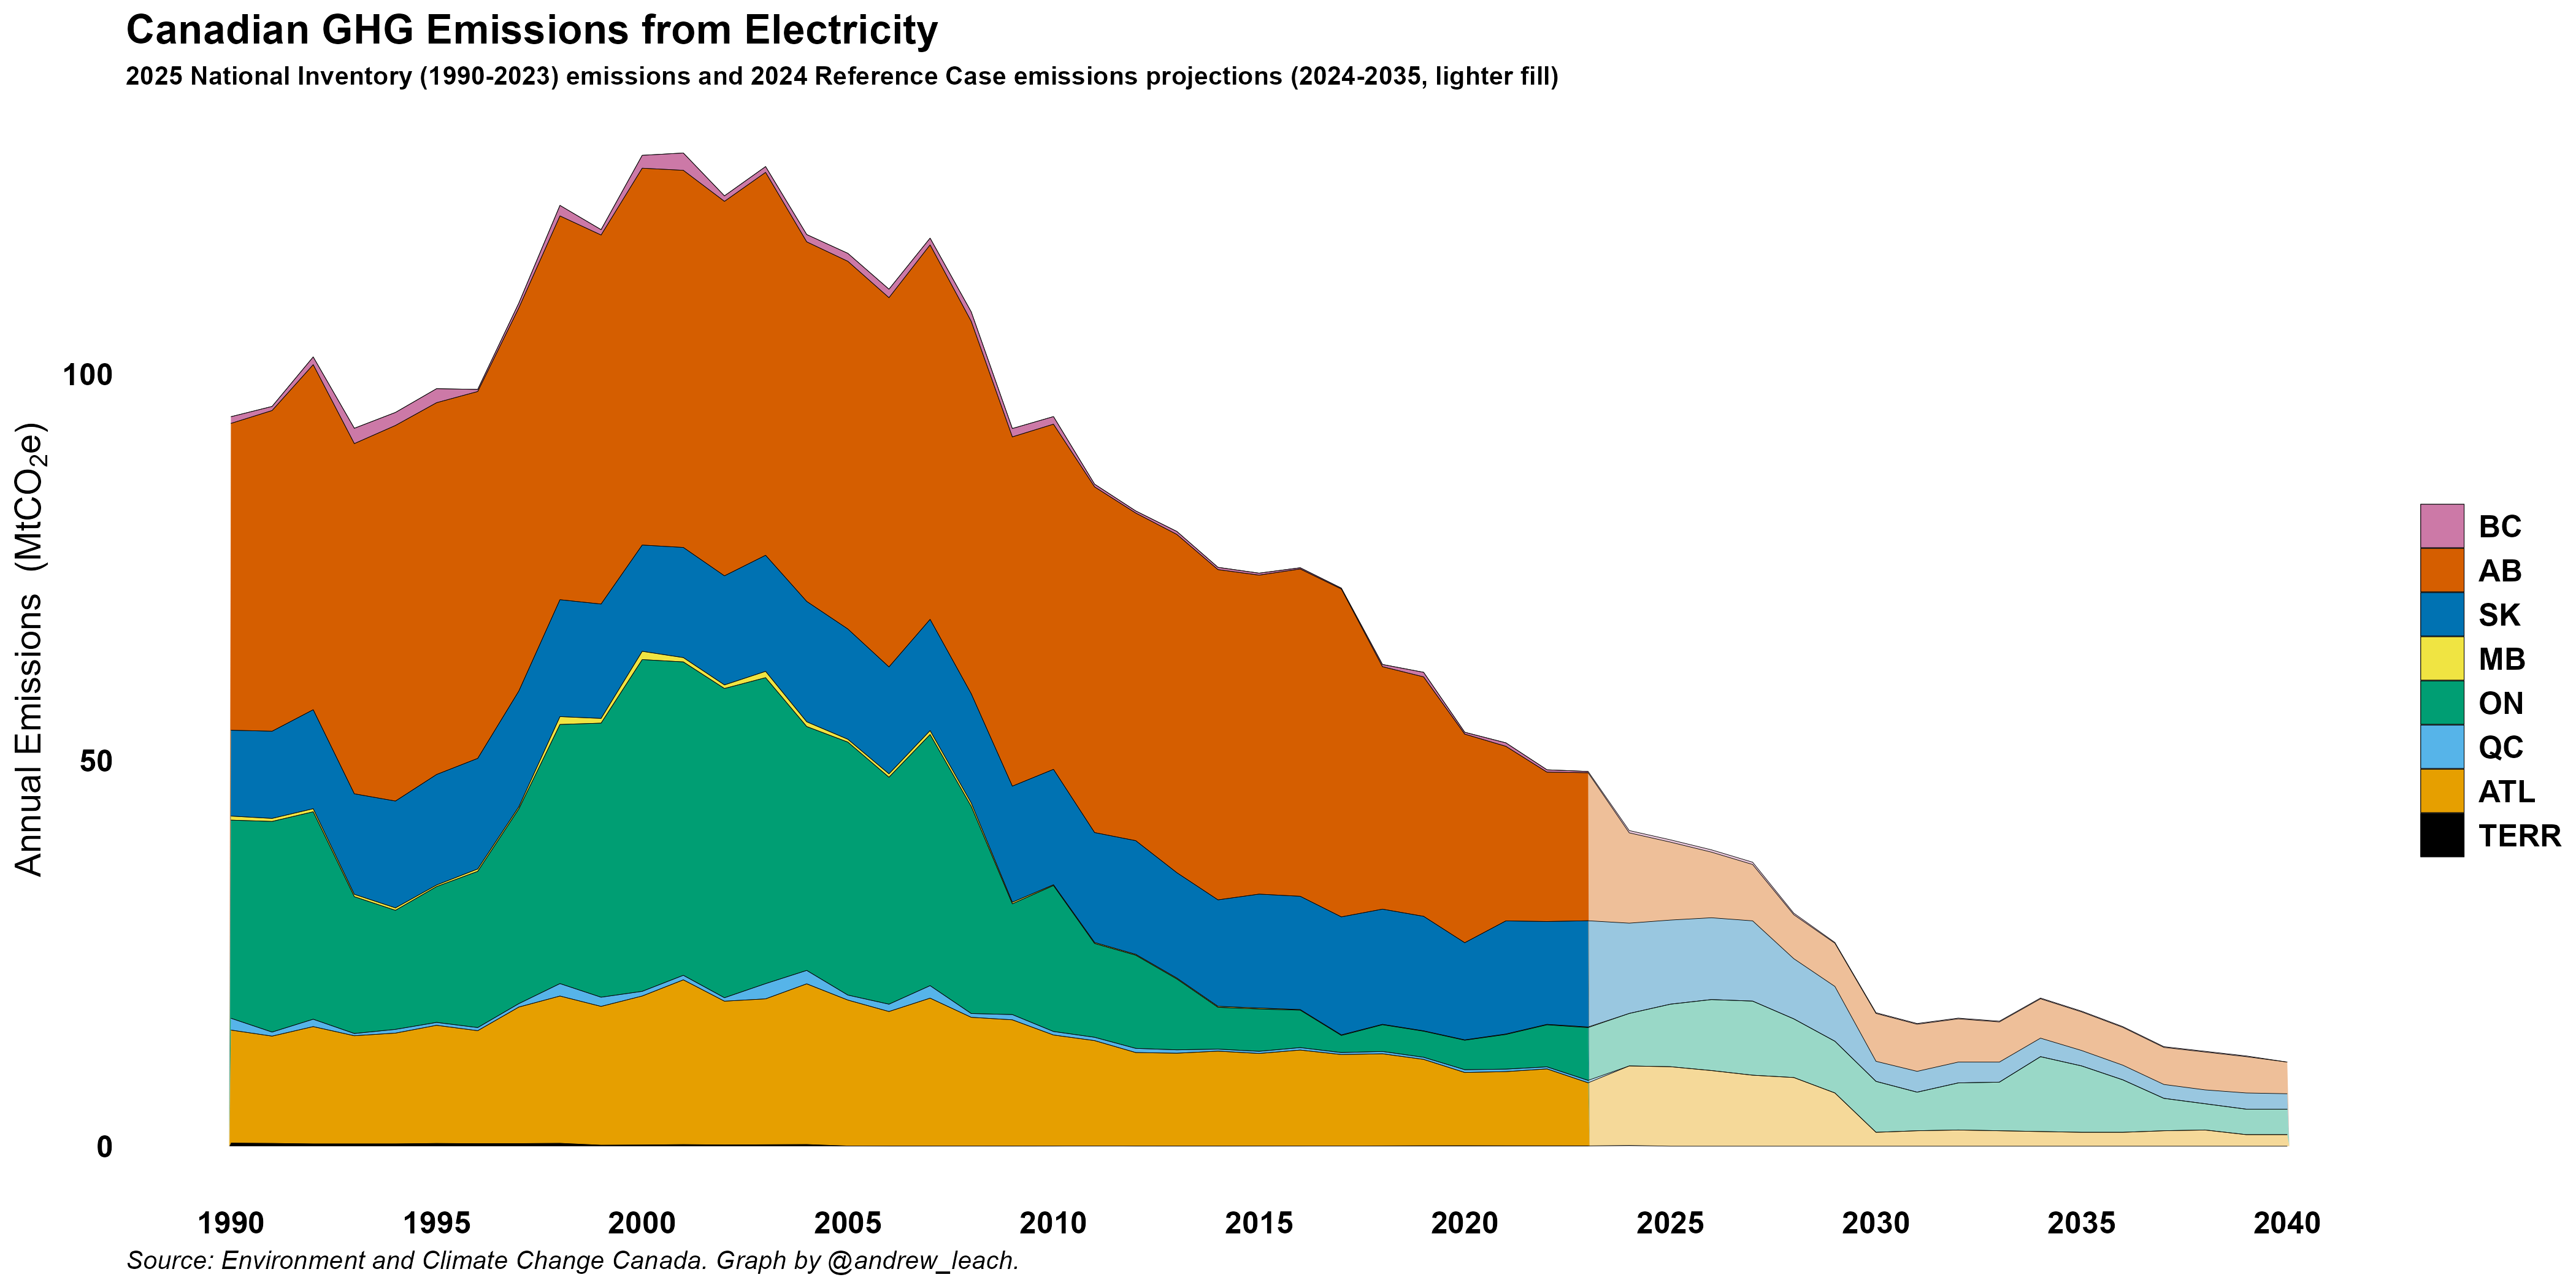 Canadian GHG Emissions from Electricity
2025 National Inventory (1990-2023) emissions and 2024 Reference Case emissions projections (2024-2035, lighter fill)
Annual Emissions (MtCO₂e)
100
50
0
1990 1995 2000 2005 2010 2015 2020 2025 2030 2035 2040
BC
AB
SK
MB
ON
QC
ATL
TERR
Source: Environment and Climate Change Canada. Graph by @andrew_leach.